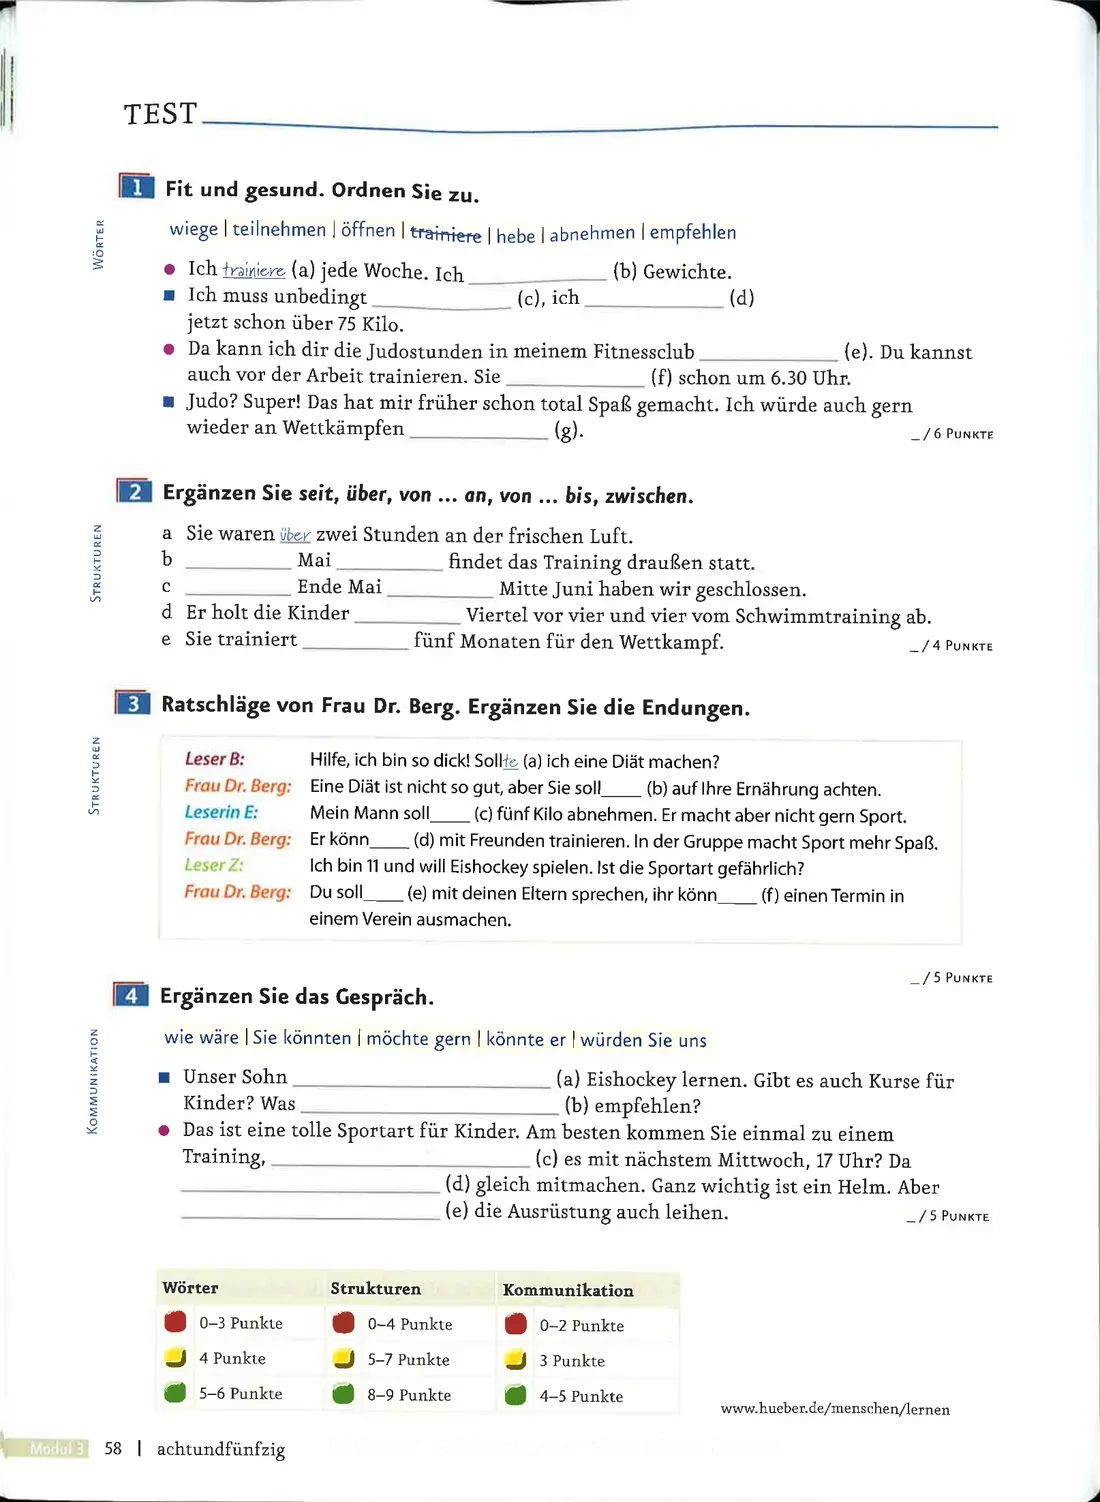 TEST
1 Fit und gesund. Ordnen Sie zu.
WÖRTER
wiege | teilnehmen | öffnen | trainiere | hebe | abnehmen | empfehlen
● Ich trainiere (a) jede Woche. Ich ____________ (b) Gewichte.
■ Ich muss unbedingt ____________ (c), ich ____________ (d)
jetzt schon über 75 Kilo.
● Da kann ich dir die Judostunden in meinem Fitnessclub ____________ (e). Du kannst
auch vor der Arbeit trainieren. Sie ____________ (f) schon um 6.30 Uhr.
■ Judo? Super! Das hat mir früher schon total Spaß gemacht. Ich würde auch gern
wieder an Wettkämpfen ____________ (g).
_ / 6 PUNKTE
2 Ergänzen Sie seit, über, von ... an, von ... bis, zwischen.
STRUKTUREN
a Sie waren über zwei Stunden an der frischen Luft.
b __________ Mai __________ findet das Training draußen statt.
c __________ Ende Mai __________ Mitte Juni haben wir geschlossen.
d Er holt die Kinder __________ Viertel vor vier und vier vom Schwimmtraining ab.
e Sie trainiert __________ fünf Monaten für den Wettkampf.
_ / 4 PUNKTE
3 Ratschläge von Frau Dr. Berg. Ergänzen Sie die Endungen.
STRUKTUREN
Leser B: Hilfe, ich bin so dick! Sollte (a) ich eine Diät machen?
Frau Dr. Berg: Eine Diät ist nicht so gut, aber Sie soll____ (b) auf Ihre Ernährung achten.
Leserin E: Mein Mann soll____ (c) fünf Kilo abnehmen. Er macht aber nicht gern Sport.
Frau Dr. Berg: Er könn____ (d) mit Freunden trainieren. In der Gruppe macht Sport mehr Spaß.
Leser Z: Ich bin 11 und will Eishockey spielen. Ist die Sportart gefährlich?
Frau Dr. Berg: Du soll____ (e) mit deinen Eltern sprechen, ihr könn____ (f) einen Termin in
einem Verein ausmachen.
_ / 5 PUNKTE
4 Ergänzen Sie das Gespräch.
KOMMUNIKATION
wie wäre | Sie könnten | möchte gern | könnte er | würden Sie uns
■ Unser Sohn ______________________ (a) Eishockey lernen. Gibt es auch Kurse für
Kinder? Was ______________________ (b) empfehlen?
● Das ist eine tolle Sportart für Kinder. Am besten kommen Sie einmal zu einem
Training, ______________________ (c) es mit nächstem Mittwoch, 17 Uhr? Da
______________________ (d) gleich mitmachen. Ganz wichtig ist ein Helm. Aber
______________________ (e) die Ausrüstung auch leihen.
_ / 5 PUNKTE
Wörter Strukturen Kommunikation
0–3 Punkte 0–4 Punkte 0–2 Punkte
4 Punkte 5–7 Punkte 3 Punkte
5–6 Punkte 8–9 Punkte 4–5 Punkte
www.hueber.de/menschen/lernen
Modul 3 58 | achtundfünfzig